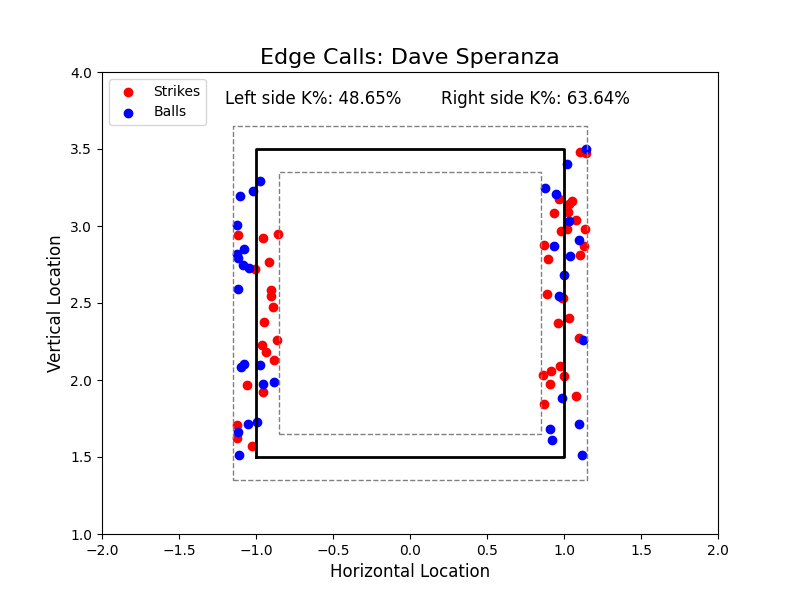 Edge Calls: Dave Speranza
Strikes
Balls
Left side K%: 48.65%
Right side K%: 63.64%
4.0
3.5
3.0
2.5
2.0
1.5
1.0
Vertical Location
−2.0
−1.5
−1.0
−0.5
0.0
0.5
1.0
1.5
2.0
Horizontal Location